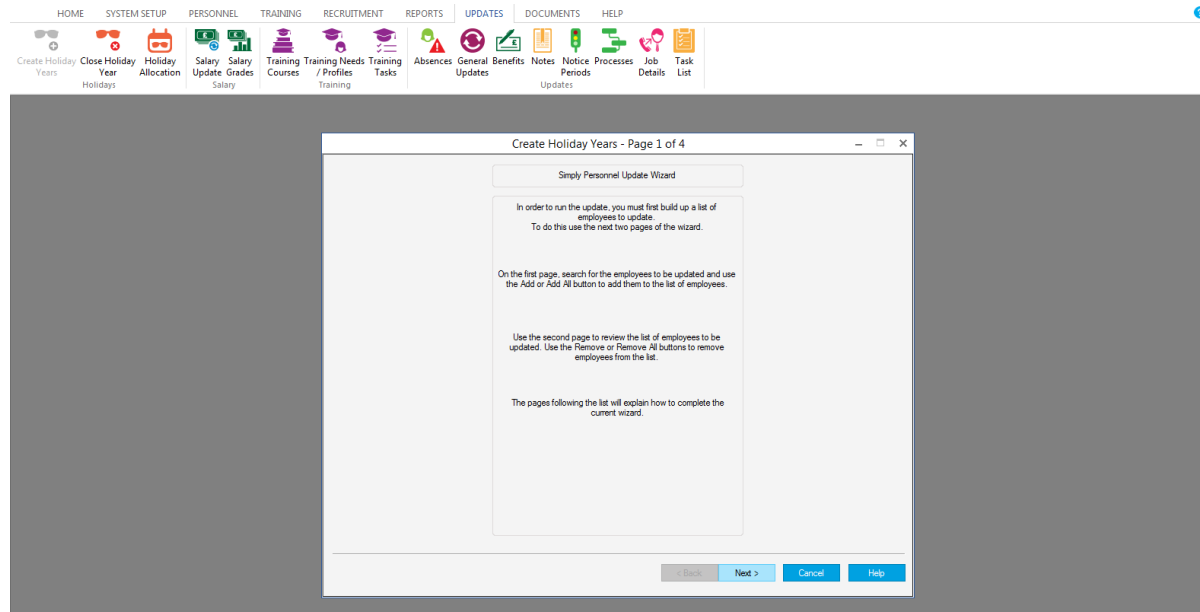 HOME SYSTEM SETUP PERSONNEL TRAINING RECRUITMENT REPORTS UPDATES DOCUMENTS HELP
Create Holiday Close Holiday Holiday Salary Salary Training Training Needs Training Absences General Benefits Notes Notice Processes Job Task
Years Year Allocation Update Grades Courses / Profiles Tasks Updates Periods Details List
Holidays Salary Training Updates
Create Holiday Years - Page 1 of 4
Simply Personnel Update Wizard
In order to run the update, you must first build up a list of
employees to update.
To do this use the next two pages of the wizard.
On the first page, search for the employees to be updated and use
the Add or Add All button to add them to the list of employees.
Use the second page to review the list of employees to be
updated. Use the Remove or Remove All buttons to remove
employees from the list.
The pages following the list will explain how to complete the
current wizard.
< Back Next > Cancel Help